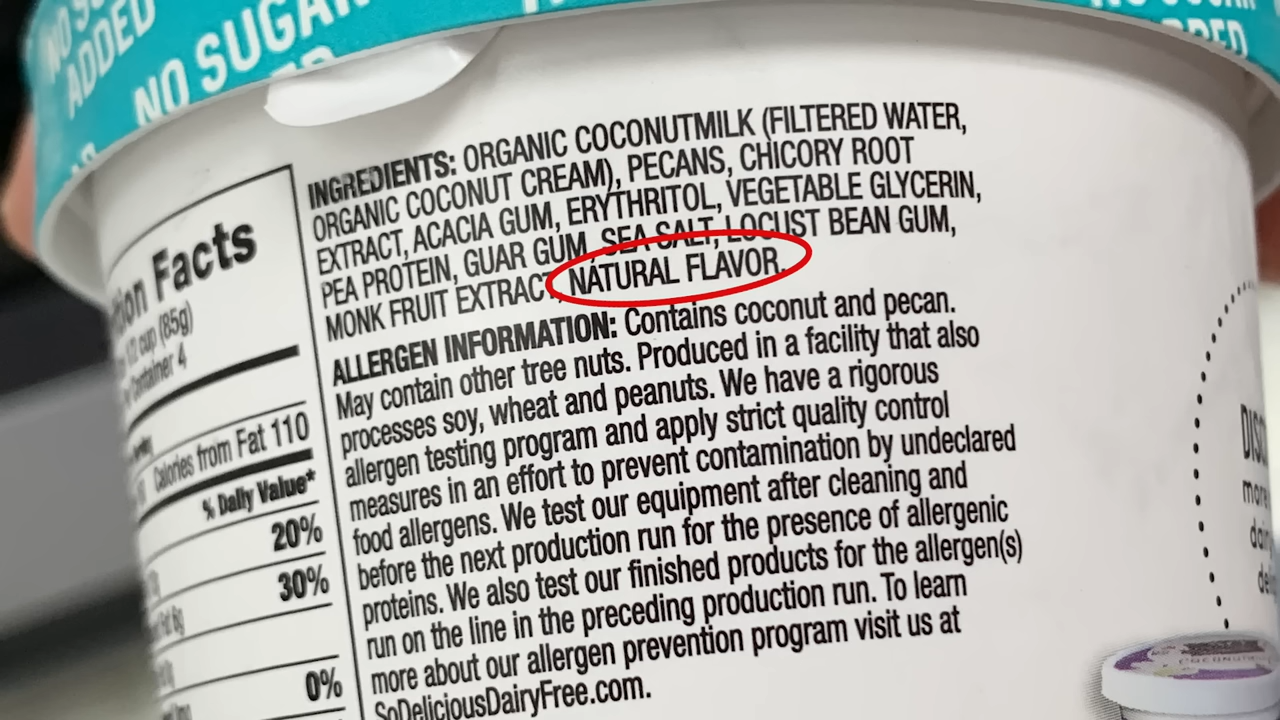 NO SUGAR
ADDED
NO SUGAR
INGREDIENTS: ORGANIC COCONUTMILK (FILTERED WATER,
ORGANIC COCONUT CREAM), PECANS, CHICORY ROOT
EXTRACT, ACACIA GUM, ERYTHRITOL, VEGETABLE GLYCERIN,
PEA PROTEIN, GUAR GUM, SEA SALT, LOCUST BEAN GUM,
MONK FRUIT EXTRACT, NATURAL FLAVOR.
ALLERGEN INFORMATION: Contains coconut and pecan.
May contain other tree nuts. Produced in a facility that also
processes soy, wheat and peanuts. We have a rigorous
allergen testing program and apply strict quality control
measures in an effort to prevent contamination by undeclared
food allergens. We test our equipment after cleaning and
before the next production run for the presence of allergenic
proteins. We also test our finished products for the allergen(s)
run on the line in the preceding production run. To learn
more about our allergen prevention program visit us at
SoDeliciousDairyFree.com.
Facts
1/2 cup (85g)
Container 4
Calories from Fat 110
% Daily Value*
20%
30%
Fat 6g
0%
more